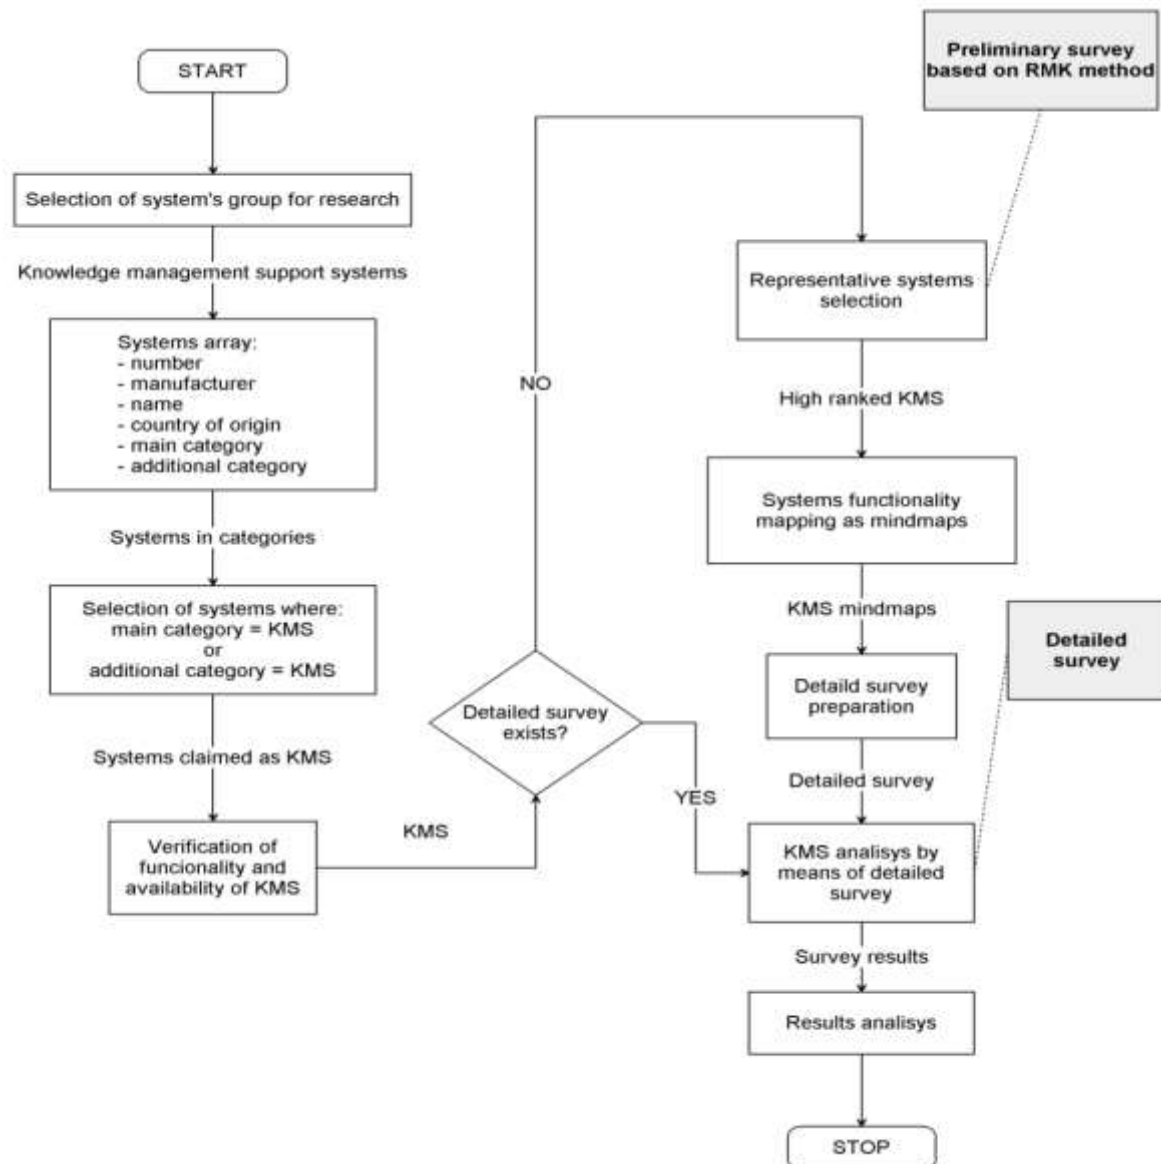 START
Selection of system's group for research
Knowledge management support systems
Systems array:
- number
- manufacturer
- name
- country of origin
- main category
- additional category
Systems in categories
Selection of systems where:
main category = KMS
or
additional category = KMS
Systems claimed as KMS
Verification of
funcionality and
availability of KMS
KMS
Detailed survey
exists?
NO
YES
Preliminary survey
based on RMK method
Representative systems
selection
High ranked KMS
Systems functionality
mapping as mindmaps
KMS mindmaps
Detaild survey
preparation
Detailed survey
Detailed
survey
KMS analisys by
means of detailed
survey
Survey results
Results analisys
STOP